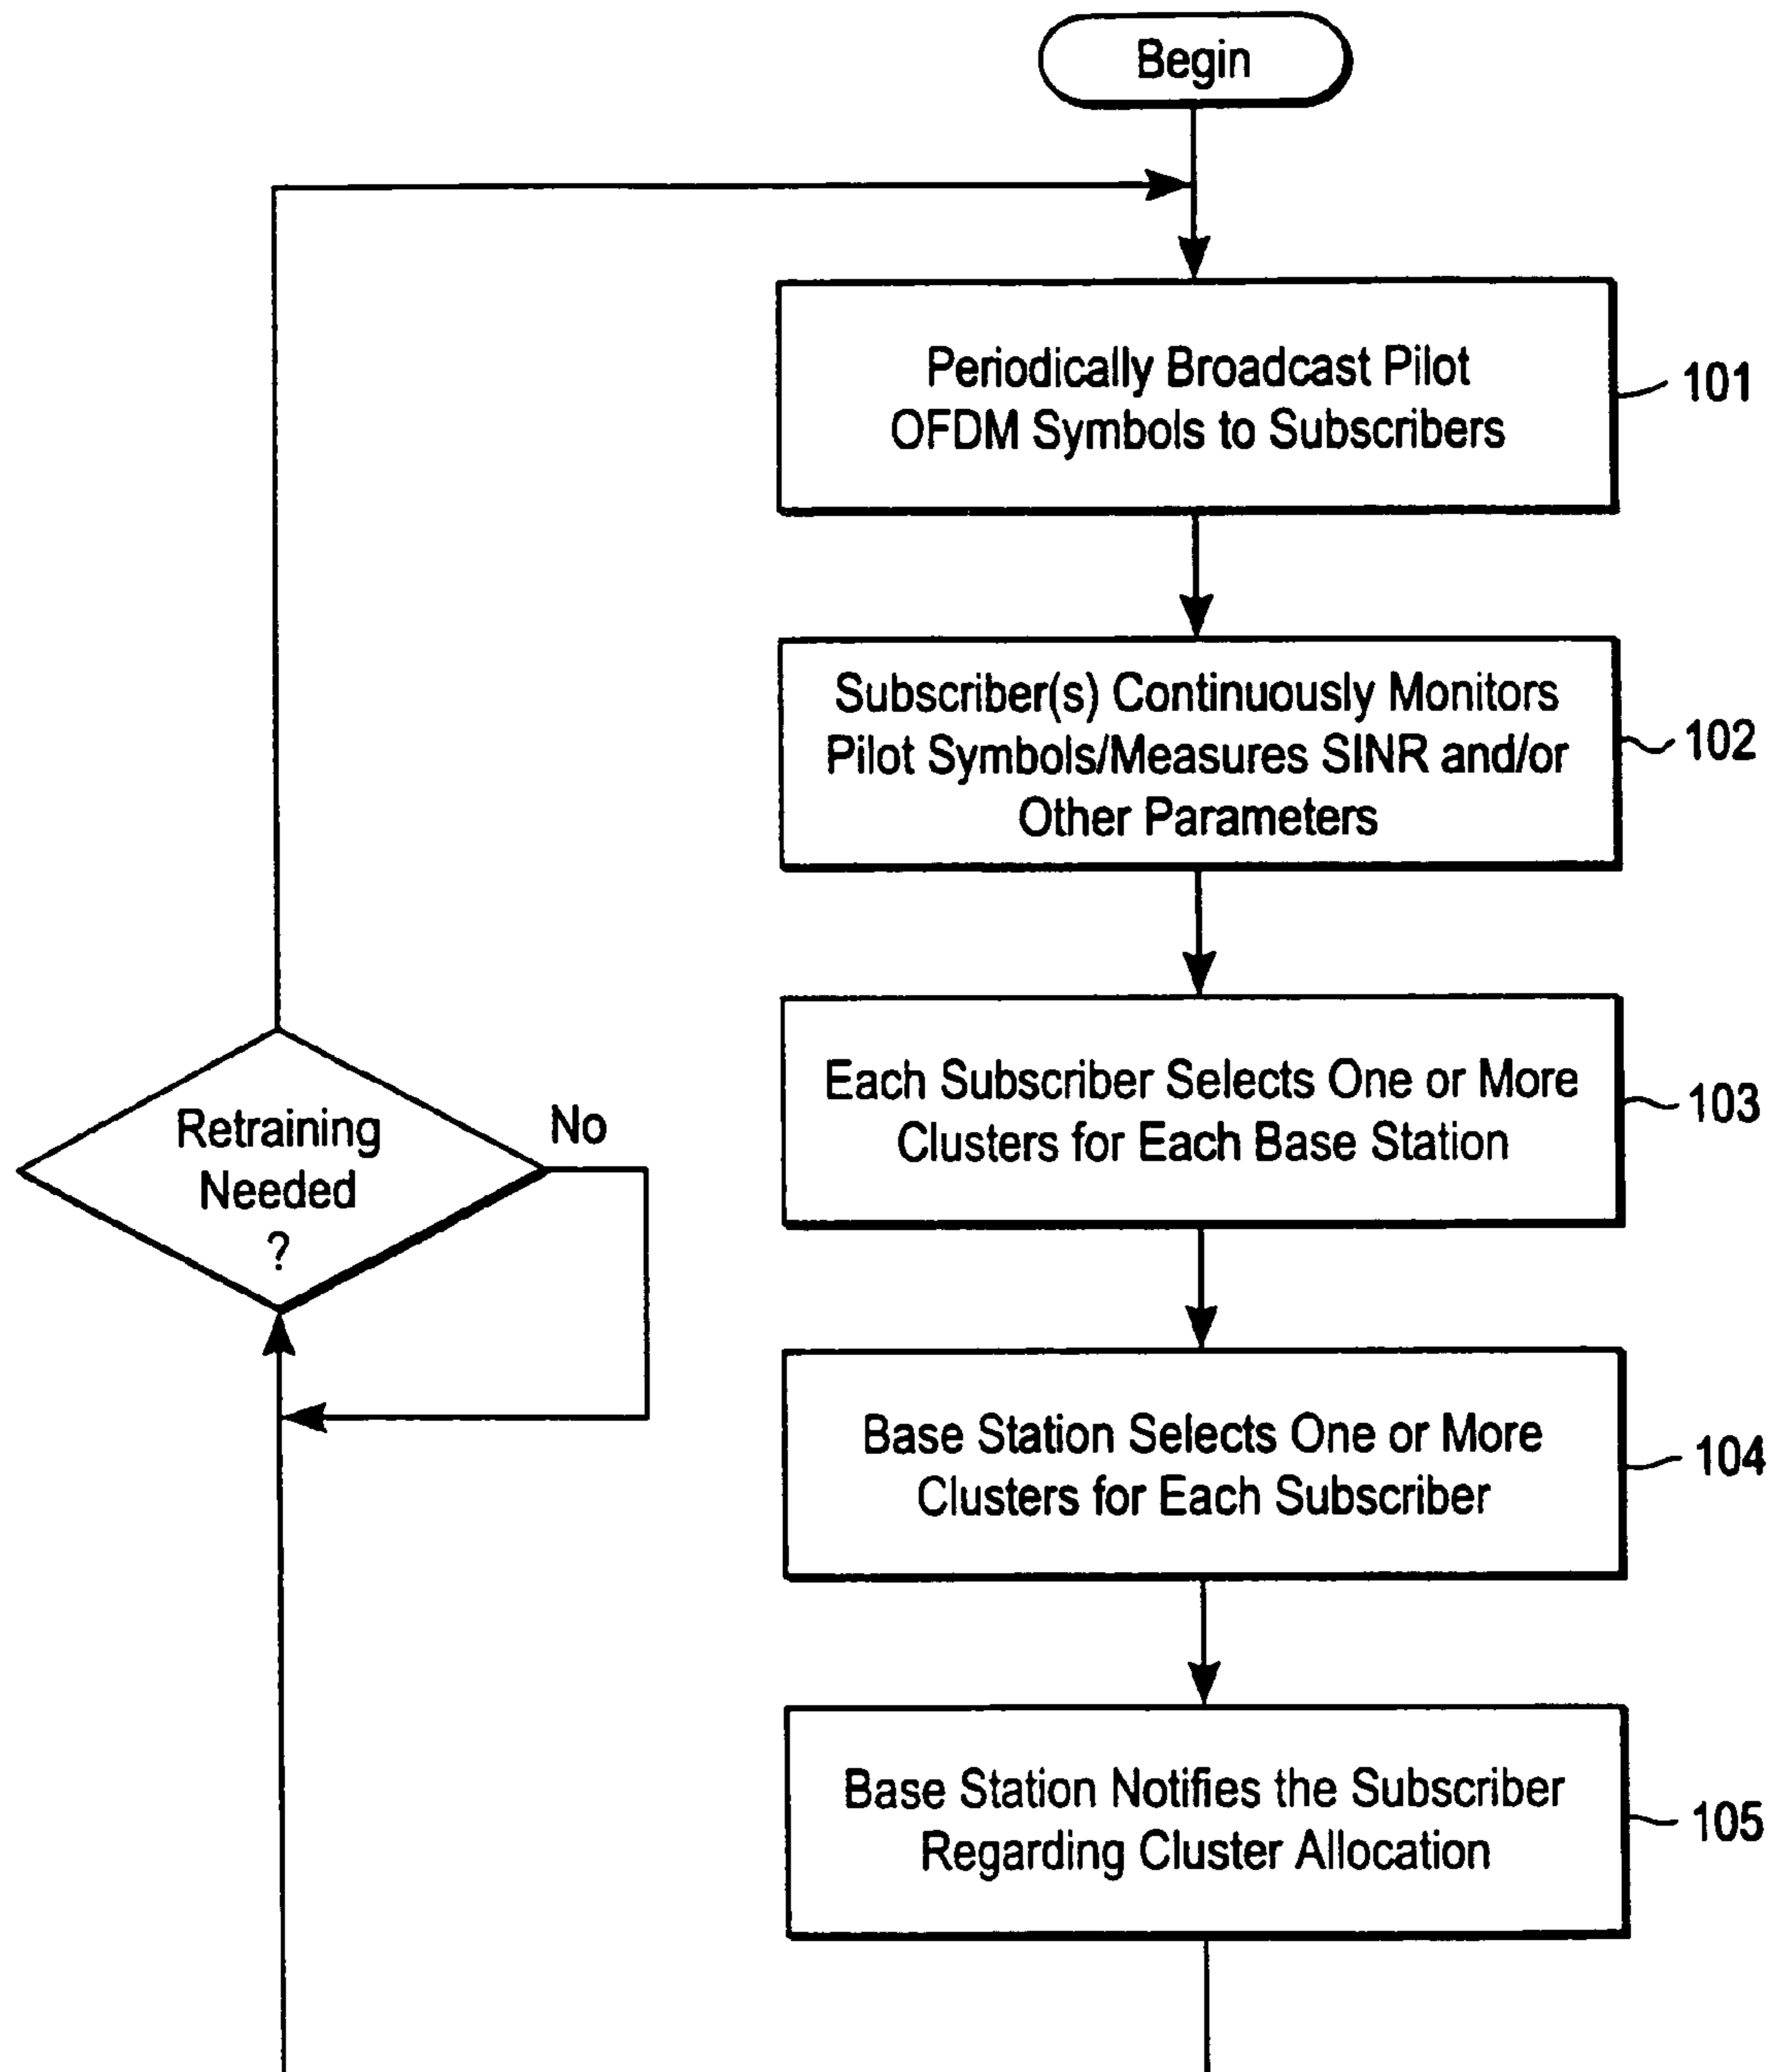 Begin
Periodically Broadcast Pilot
OFDM Symbols to Subscribers
101
Subscriber(s) Continuously Monitors
Pilot Symbols/Measures SINR and/or
Other Parameters
102
Each Subscriber Selects One or More
Clusters for Each Base Station
103
Retraining
Needed
?
No
Base Station Selects One or More
Clusters for Each Subscriber
104
Base Station Notifies the Subscriber
Regarding Cluster Allocation
105